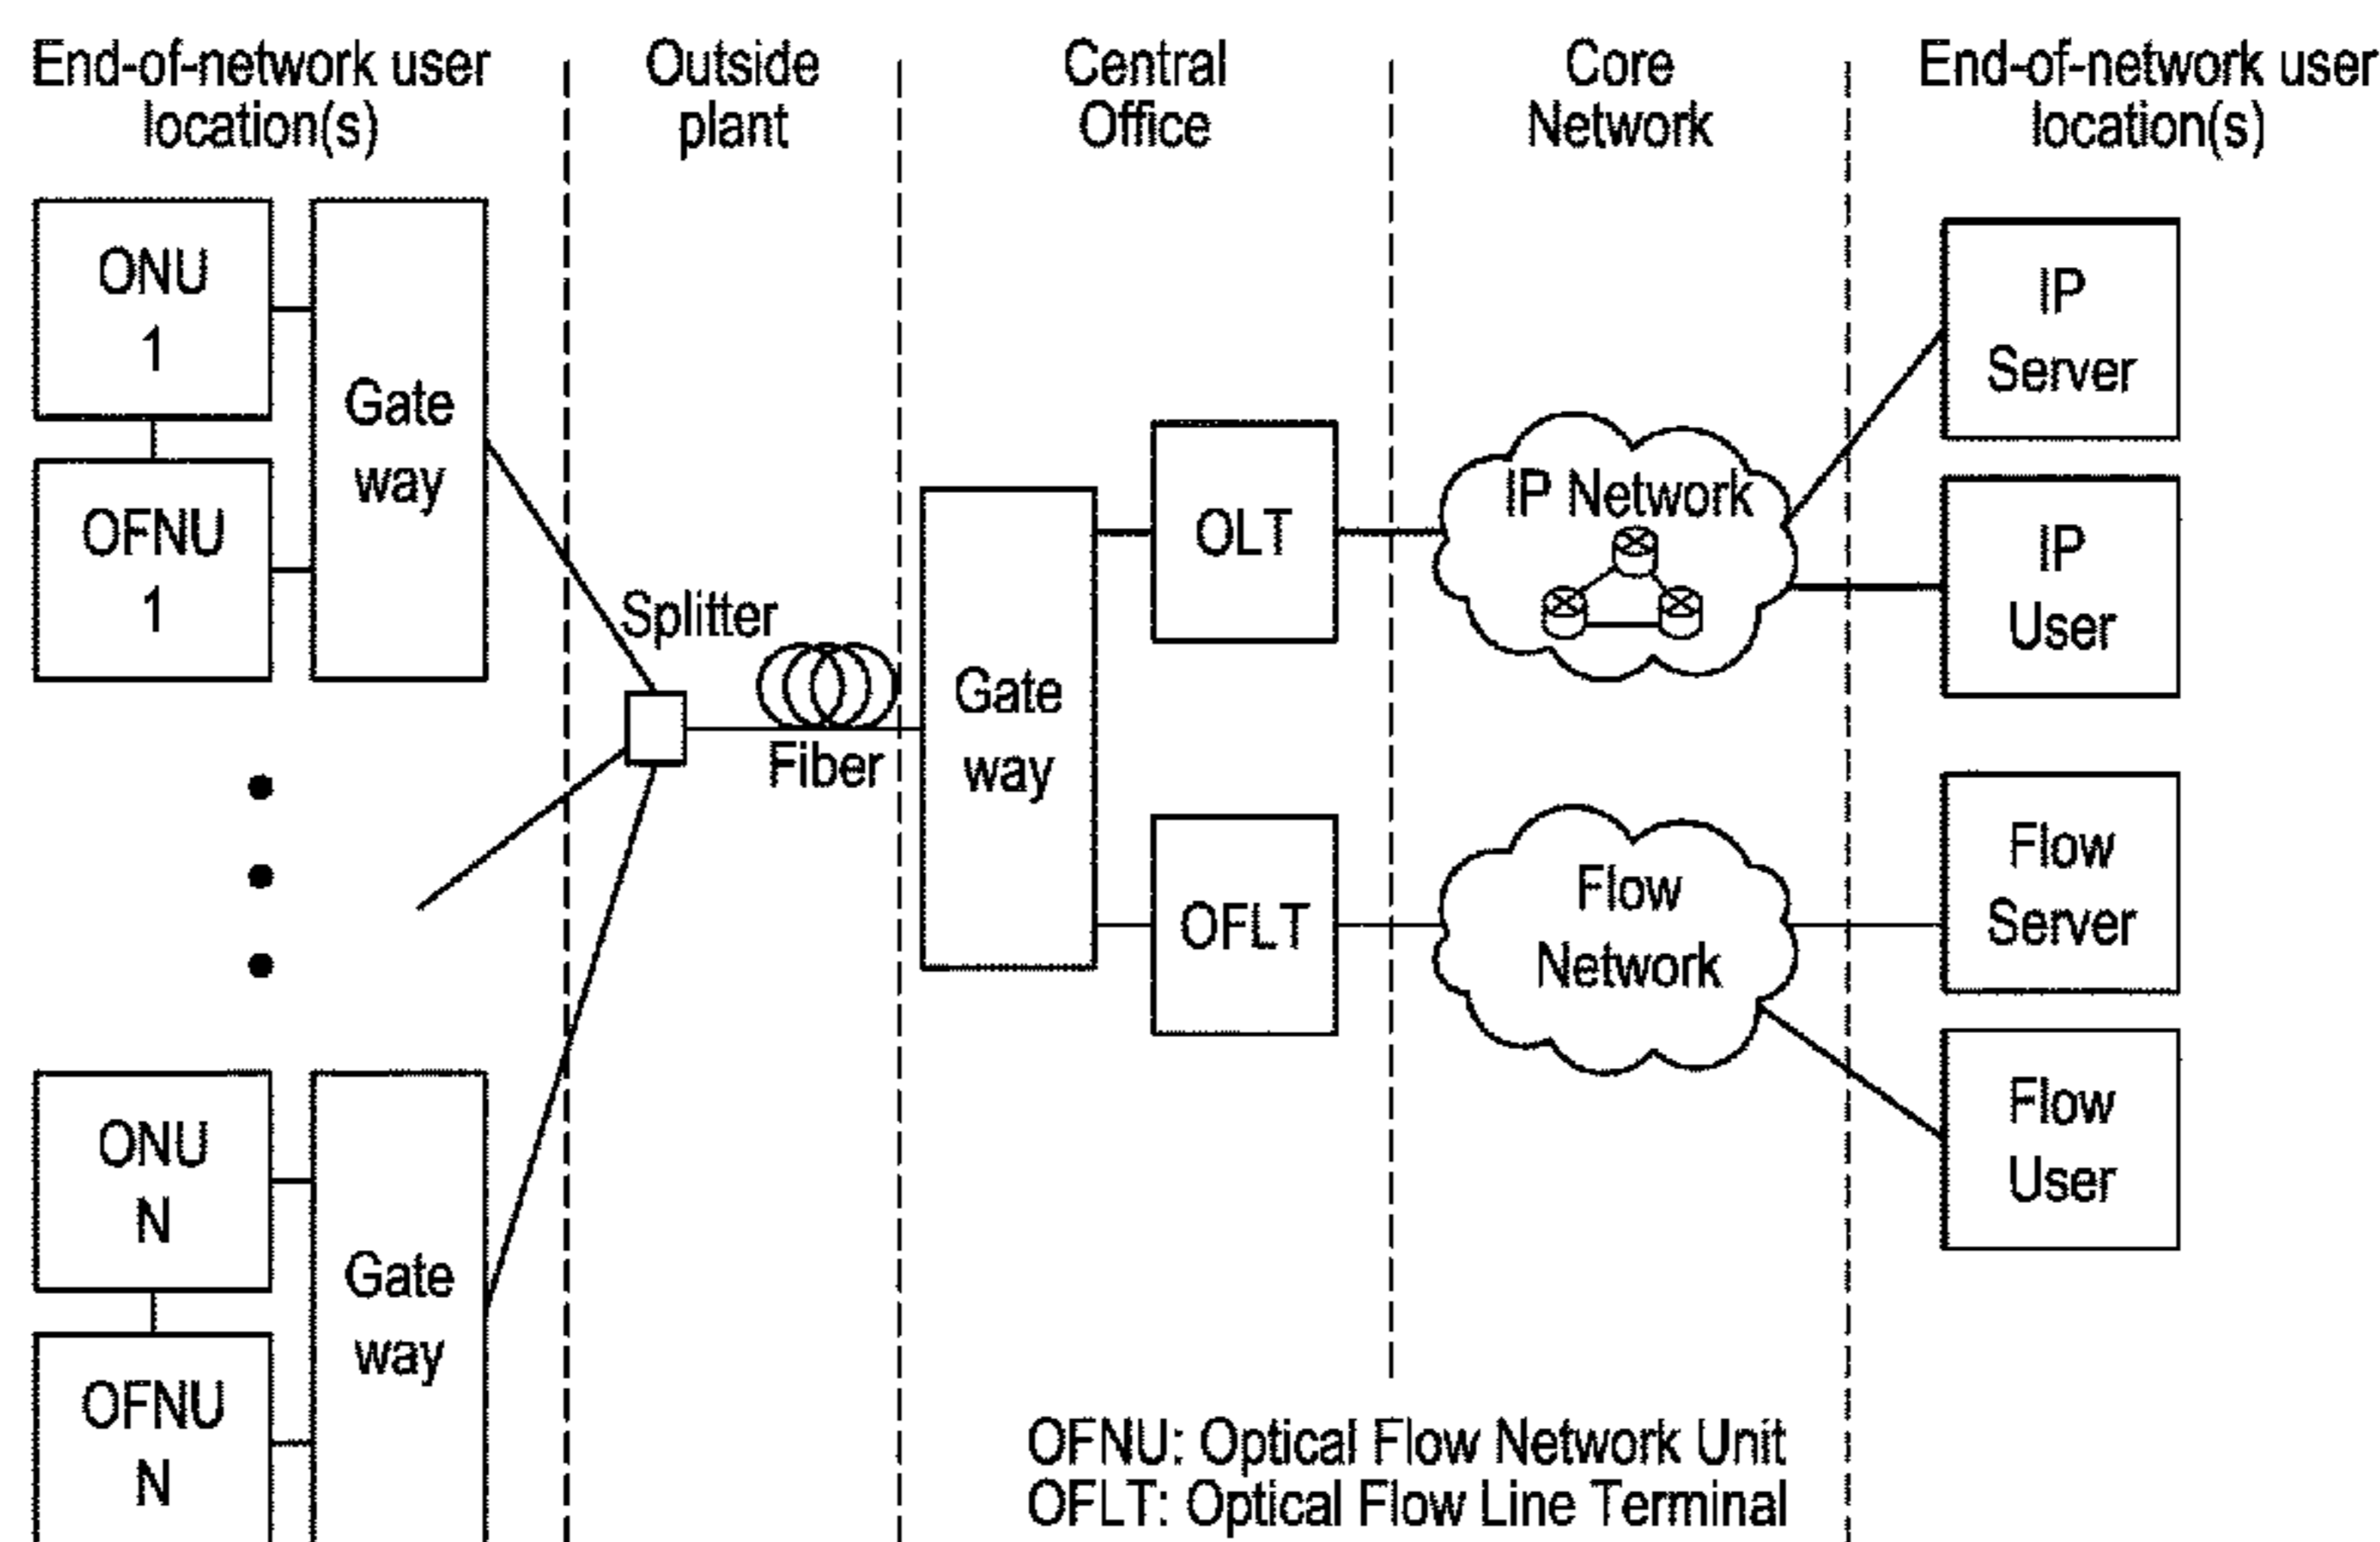 End-of-network user
location(s)
Outside
plant
Central
Office
Core
Network
End-of-network user
location(s)
ONU
1
OFNU
1
Gate
way
Splitter
Fiber
Gate
way
OLT
OFLT
IP Network
Flow
Network
IP
Server
IP
User
Flow
Server
Flow
User
ONU
N
OFNU
N
Gate
way
OFNU: Optical Flow Network Unit
OFLT: Optical Flow Line Terminal